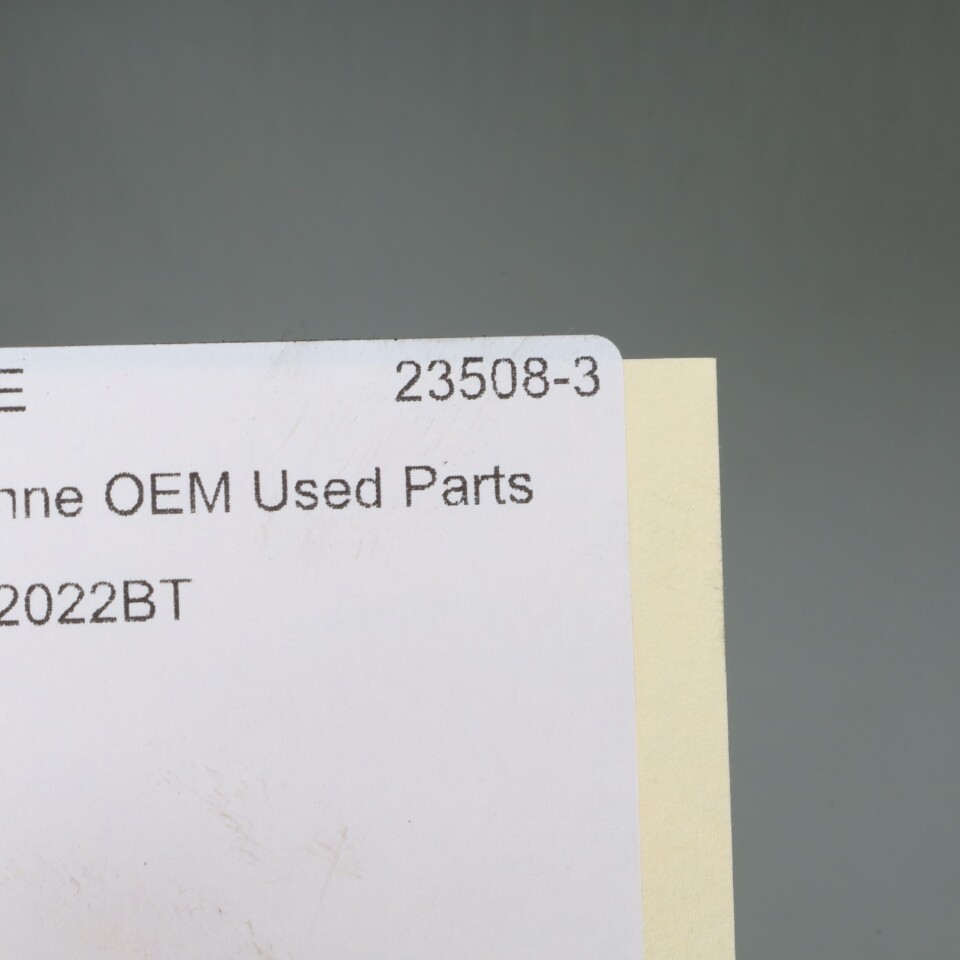 E 23508-3
nne OEM Used Parts
2022BT